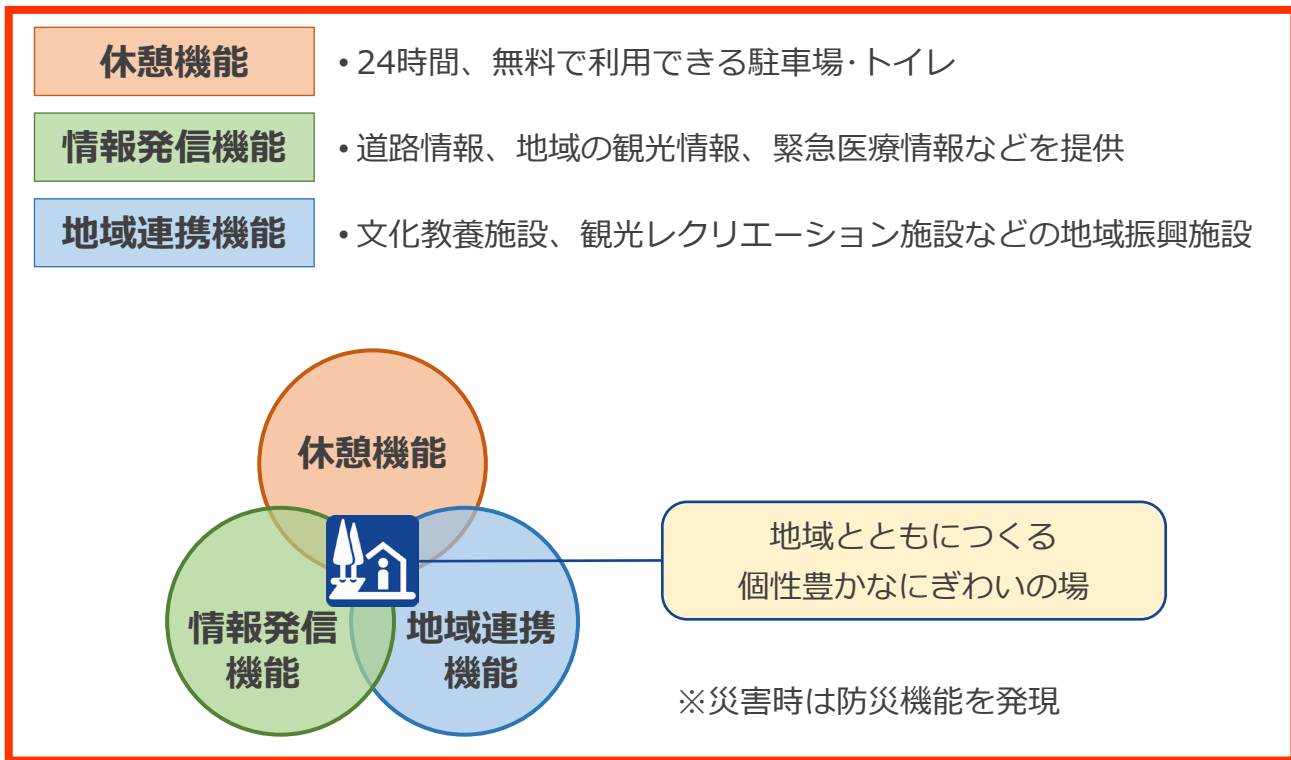 休憩機能
・24時間、無料で利用できる駐車場･トイレ
情報発信機能
・道路情報、地域の観光情報、緊急医療情報などを提供
地域連携機能
・文化教養施設、観光レクリエーション施設などの地域振興施設
休憩機能
情報発信
機能
地域連携
機能
地域とともにつくる
個性豊かなにぎわいの場
※災害時は防災機能を発現